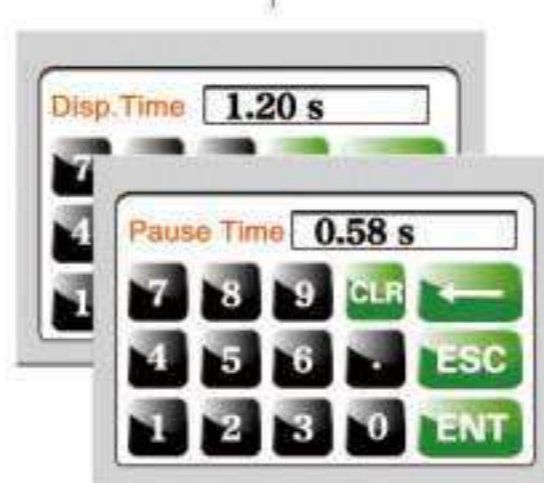 Disp.Time 1.20 s
7
4
1
Pause Time 0.58 s
7 8 9 CLR ←
4 5 6 . ESC
1 2 3 0 ENT